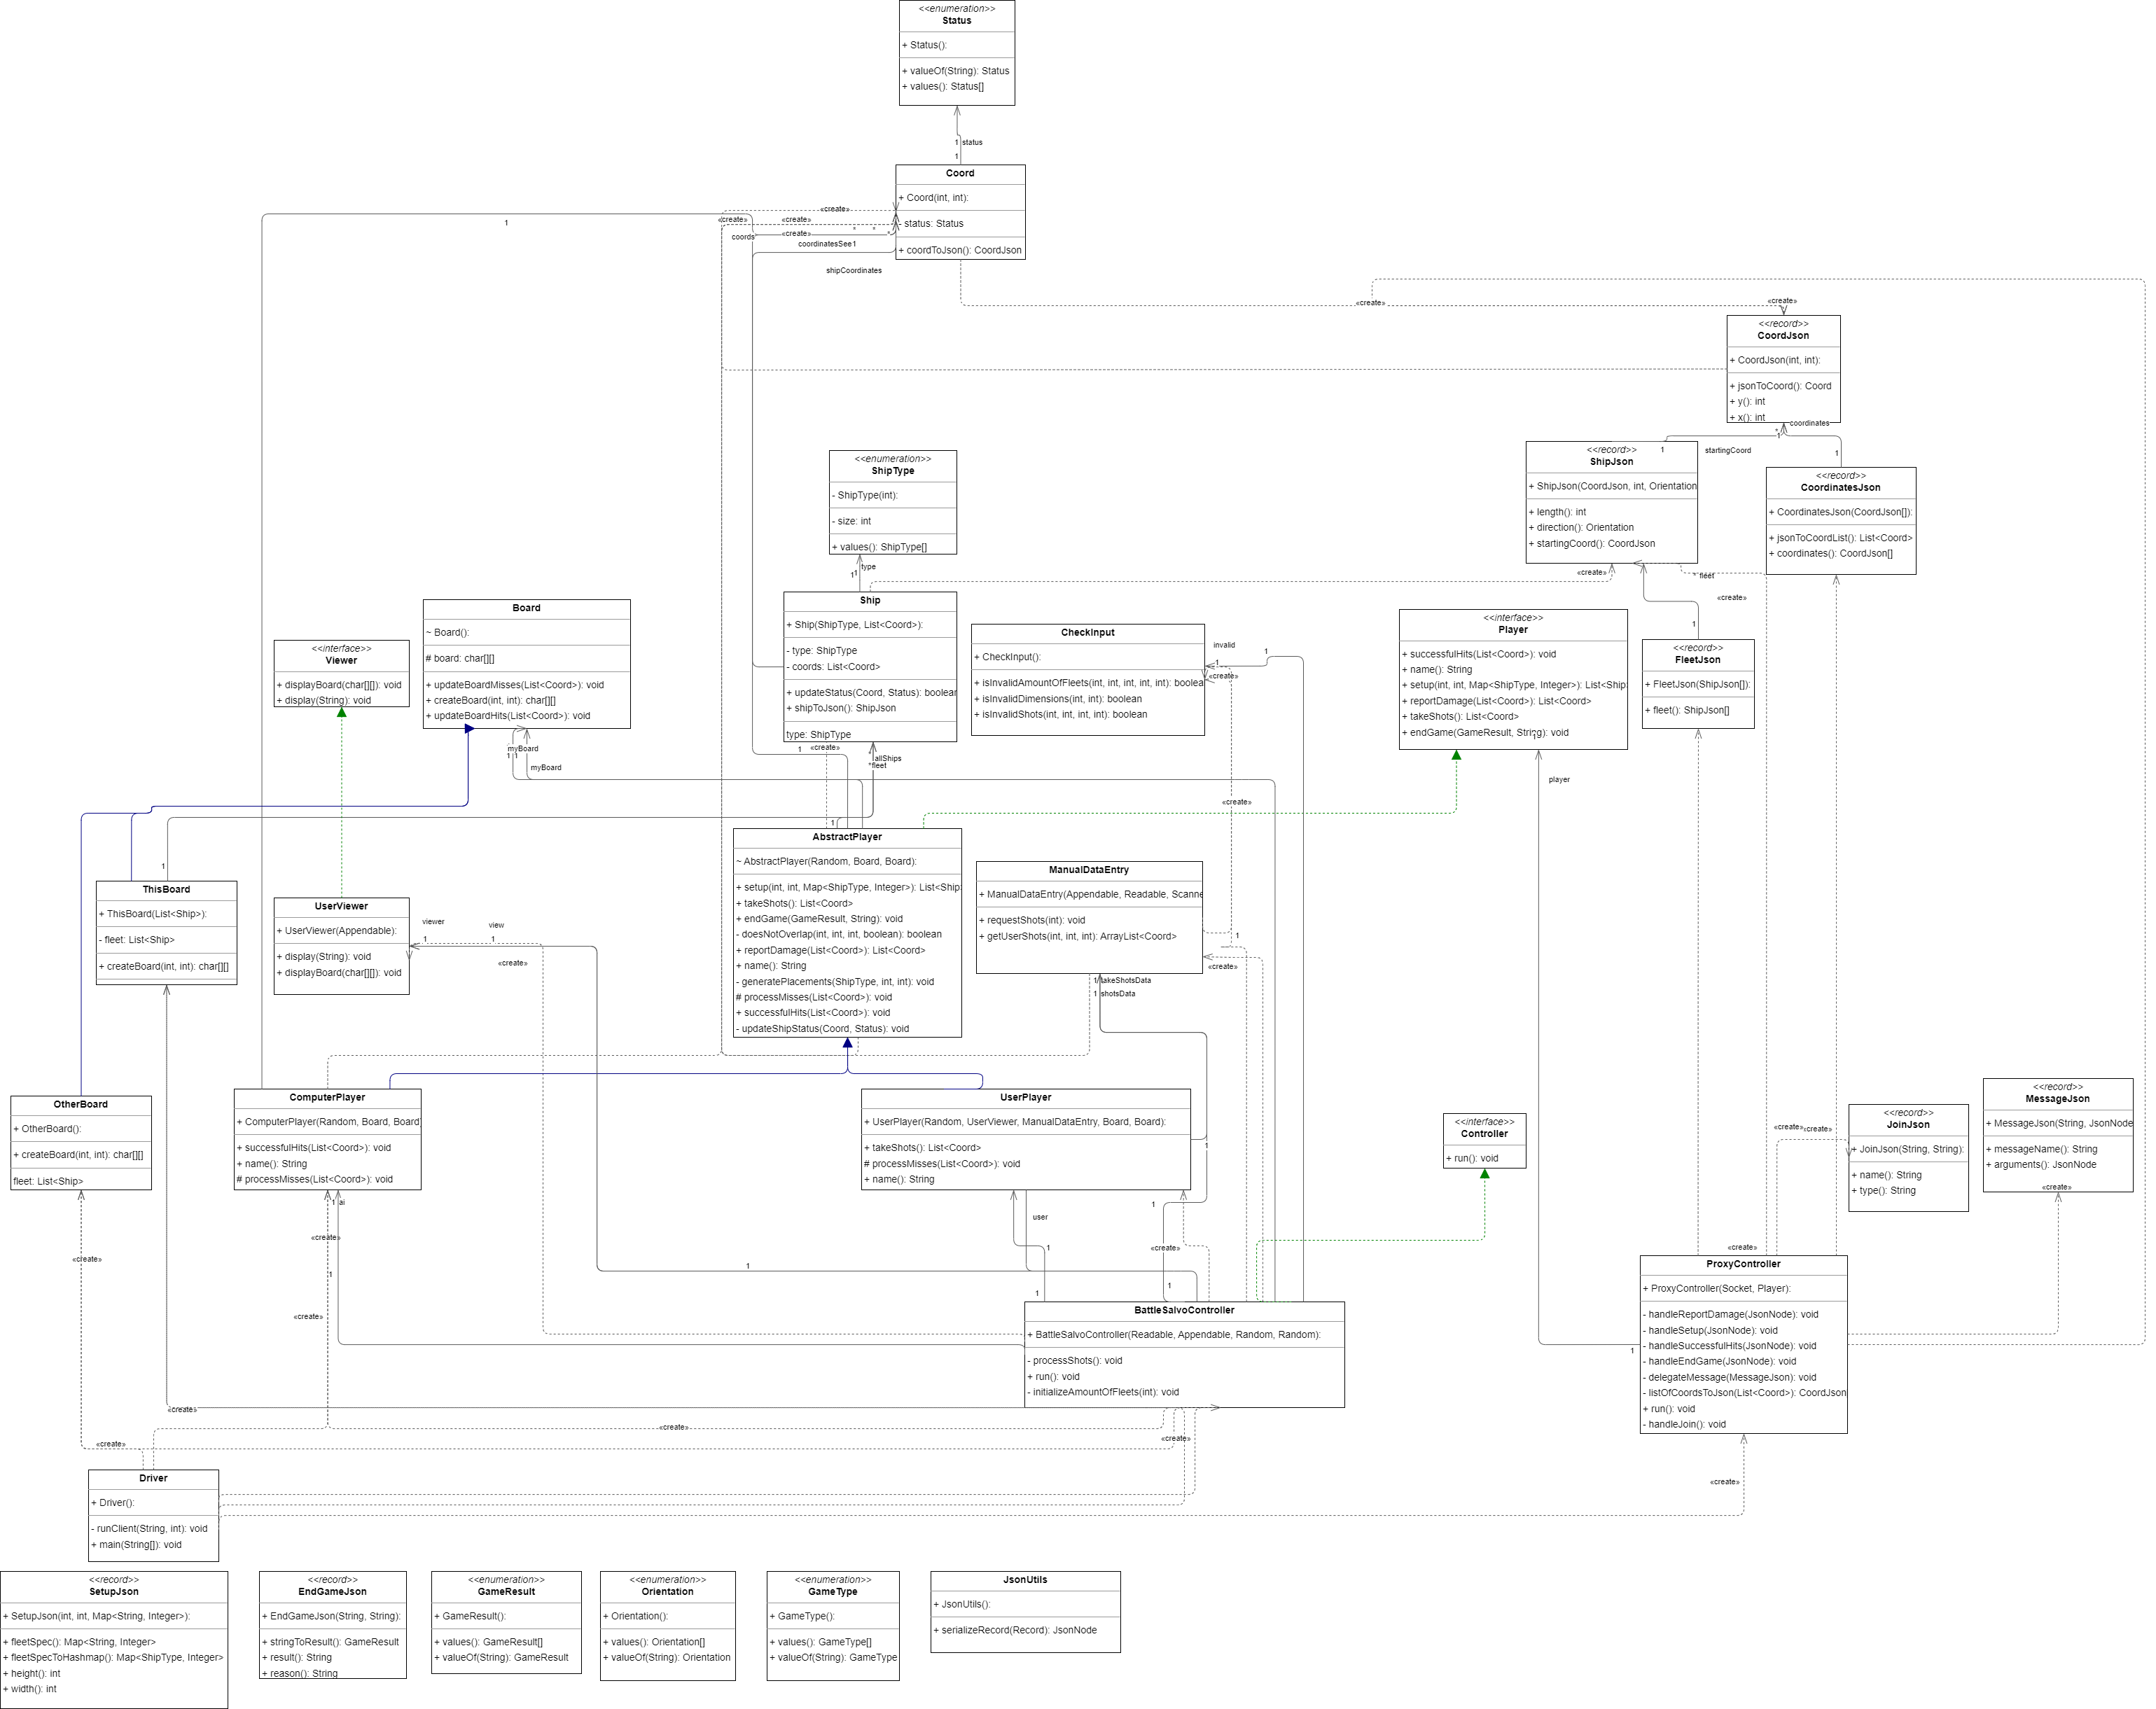 <<enumeration>>
Status
+ Status():
+ valueOf(String): Status
+ values(): Status[]
1 status
1
Coord
+ Coord(int, int):
- status: Status
+ coordToJson(): CoordJson
«create»
«create»
«create»
1
coords
«create»
*
*
*
coordinatesSee1
shipCoordinates
«create»
«create»
<<record>>
CoordJson
+ CoordJson(int, int):
+ jsonToCoord(): Coord
+ y(): int
+ x(): int
coordinates
*
1
1
startingCoord
1
<<record>>
ShipJson
+ ShipJson(CoordJson, int, Orientation
+ length(): int
+ direction(): Orientation
+ startingCoord(): CoordJson
<<record>>
CoordinatesJson
+ CoordinatesJson(CoordJson[]):
+ jsonToCoordList(): List<Coord>
+ coordinates(): CoordJson[]
<<enumeration>>
ShipType
- ShipType(int):
- size: int
+ values(): ShipType[]
type
1
1
«create»
* fleet
«create»
1
Ship
+ Ship(ShipType, List<Coord>):
- type: ShipType
- coords: List<Coord>
+ updateStatus(Coord, Status): boolean
+ shipToJson(): ShipJson
type: ShipType
Board
~ Board():
# board: char[][]
+ updateBoardMisses(List<Coord>): void
+ createBoard(int, int): char[][]
+ updateBoardHits(List<Coord>): void
<<interface>>
Viewer
+ displayBoard(char[][]): void
+ display(String): void
CheckInput
+ CheckInput():
+ isInvalidAmountOfFleets(int, int, int, int, int): boolea
+ isInvalidDimensions(int, int): boolean
+ isInvalidShots(int, int, int, int): boolean
invalid
1
1
«create»
<<interface>>
Player
+ successfulHits(List<Coord>): void
+ name(): String
+ setup(int, int, Map<ShipType, Integer>): List<Ship
+ reportDamage(List<Coord>): List<Coord>
+ takeShots(): List<Coord>
+ endGame(GameResult, String): void
1
<<record>>
FleetJson
+ FleetJson(ShipJson[]):
+ fleet(): ShipJson[]
myBoard
1
1
myBoard
1
«create»
*
allShips
*fleet
player
«create»
1
1
AbstractPlayer
~ AbstractPlayer(Random, Board, Board):
+ setup(int, int, Map<ShipType, Integer>): List<Ship
+ takeShots(): List<Coord>
+ endGame(GameResult, String): void
- doesNotOverlap(int, int, int, boolean): boolean
+ reportDamage(List<Coord>): List<Coord>
+ name(): String
- generatePlacements(ShipType, int, int): void
# processMisses(List<Coord>): void
+ successfulHits(List<Coord>): void
- updateShipStatus(Coord, Status): void
ManualDataEntry
+ ManualDataEntry(Appendable, Readable, Scanne
+ requestShots(int): void
+ getUserShots(int, int, int): ArrayList<Coord>
1
«create»
1
takeShotsData
1 shotsData
ThisBoard
+ ThisBoard(List<Ship>):
- fleet: List<Ship>
+ createBoard(int, int): char[][]
UserViewer
+ UserViewer(Appendable):
+ display(String): void
+ displayBoard(char[][]): void
viewer
1
view
1
«create»
OtherBoard
+ OtherBoard():
+ createBoard(int, int): char[][]
fleet: List<Ship>
ComputerPlayer
+ ComputerPlayer(Random, Board, Board
+ successfulHits(List<Coord>): void
+ name(): String
# processMisses(List<Coord>): void
UserPlayer
+ UserPlayer(Random, UserViewer, ManualDataEntry, Board, Board):
+ takeShots(): List<Coord>
# processMisses(List<Coord>): void
+ name(): String
1
<<interface>>
Controller
+ run(): void
<<record>>
JoinJson
+ JoinJson(String, String):
+ name(): String
+ type(): String
<<record>>
MessageJson
+ MessageJson(String, JsonNode
+ messageName(): String
+ arguments(): JsonNode
«create»
«create»
«create»
1 ai
user
1
«create»
1
«create»
1
1
1
1
«create»
«create»
«create»
«create»
BattleSalvoController
+ BattleSalvoController(Readable, Appendable, Random, Random):
- processShots(): void
+ run(): void
- initializeAmountOfFleets(int): void
ProxyController
+ ProxyController(Socket, Player):
- handleReportDamage(JsonNode): void
- handleSetup(JsonNode): void
- handleSuccessfulHits(JsonNode): void
- handleEndGame(JsonNode): void
- delegateMessage(MessageJson): void
- listOfCoordsToJson(List<Coord>): CoordJson
+ run(): void
- handleJoin(): void
1
«create»
«create»
«create»
«create»
«create»
Driver
+ Driver():
- runClient(String, int): void
+ main(String[]): void
<<record>>
SetupJson
+ SetupJson(int, int, Map<String, Integer>):
+ fleetSpec(): Map<String, Integer>
+ fleetSpecToHashmap(): Map<ShipType, Integer>
+ height(): int
+ width(): int
<<record>>
EndGameJson
+ EndGameJson(String, String):
+ stringToResult(): GameResult
+ result(): String
+ reason(): String
<<enumeration>>
GameResult
+ GameResult():
+ values(): GameResult[]
+ valueOf(String): GameResult
<<enumeration>>
Orientation
+ Orientation():
+ values(): Orientation[]
+ valueOf(String): Orientation
<<enumeration>>
GameType
+ GameType():
+ values(): GameType[]
+ valueOf(String): GameType
JsonUtils
+ JsonUtils():
+ serializeRecord(Record): JsonNode